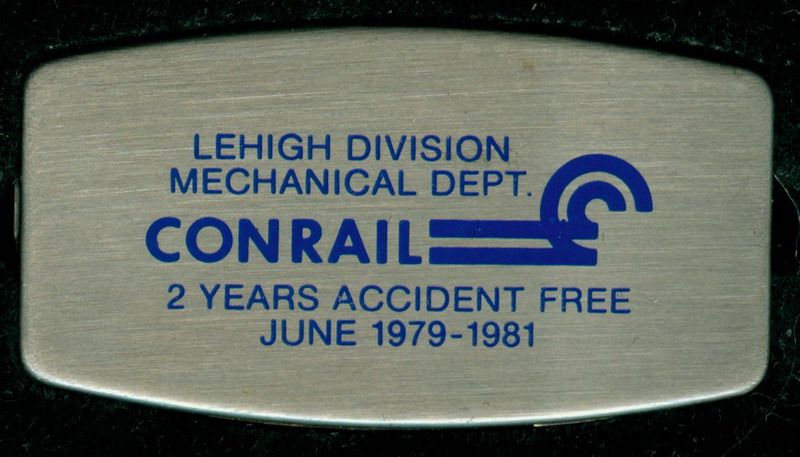 LEHIGH DIVISION
MECHANICAL DEPT.
CONRAIL
2 YEARS ACCIDENT FREE
JUNE 1979-1981